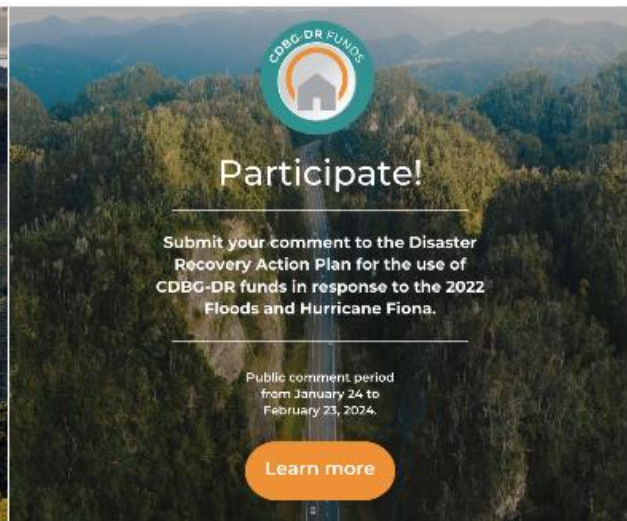 CDBG-DR FUNDS
Participate!
Submit your comment to the Disaster
Recovery Action Plan for the use of
CDBG-DR funds in response to the 2022
Floods and Hurricane Fiona.
Public comment period
from January 24 to
February 23, 2024.
Learn more